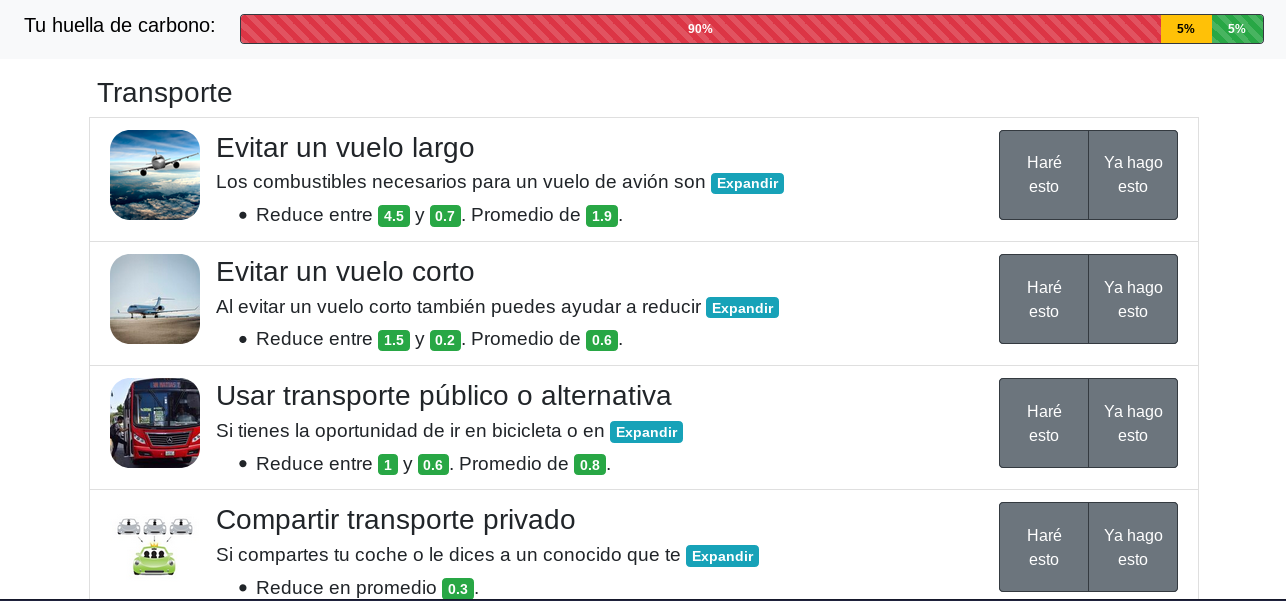 Tu huella de carbono:
90%
5%
5%
Transporte
Evitar un vuelo largo
Los combustibles necesarios para un vuelo de avión son Expandir
Reduce entre 4.5 y 0.7. Promedio de 1.9.
Haré esto
Ya hago esto
Evitar un vuelo corto
Al evitar un vuelo corto también puedes ayudar a reducir Expandir
Reduce entre 1.5 y 0.2. Promedio de 0.6.
Haré esto
Ya hago esto
Usar transporte público o alternativa
Si tienes la oportunidad de ir en bicicleta o en Expandir
Reduce entre 1 y 0.6. Promedio de 0.8.
Haré esto
Ya hago esto
Compartir transporte privado
Si compartes tu coche o le dices a un conocido que te Expandir
Reduce en promedio 0.3.
Haré esto
Ya hago esto